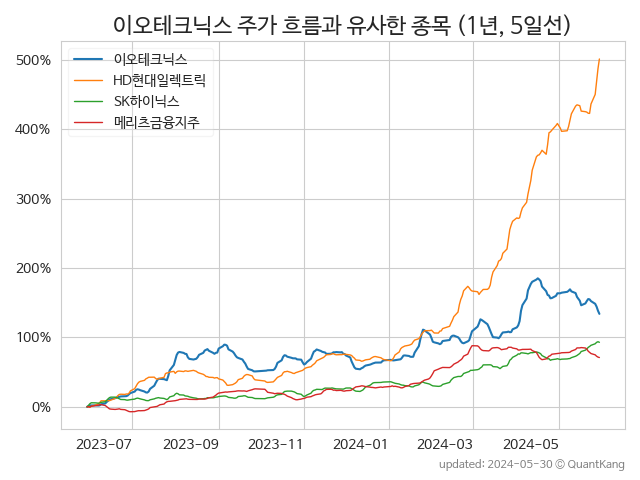 이오테크닉스 주가 흐름과 유사한 종목 (1년, 5일선)
이오테크닉스
HD현대일렉트릭
SK하이닉스
메리츠금융지주
500%
400%
300%
200%
100%
0%
2023-07 2023-09 2023-11 2024-01 2024-03 2024-05
updated: 2024-05-30 © QuantKang